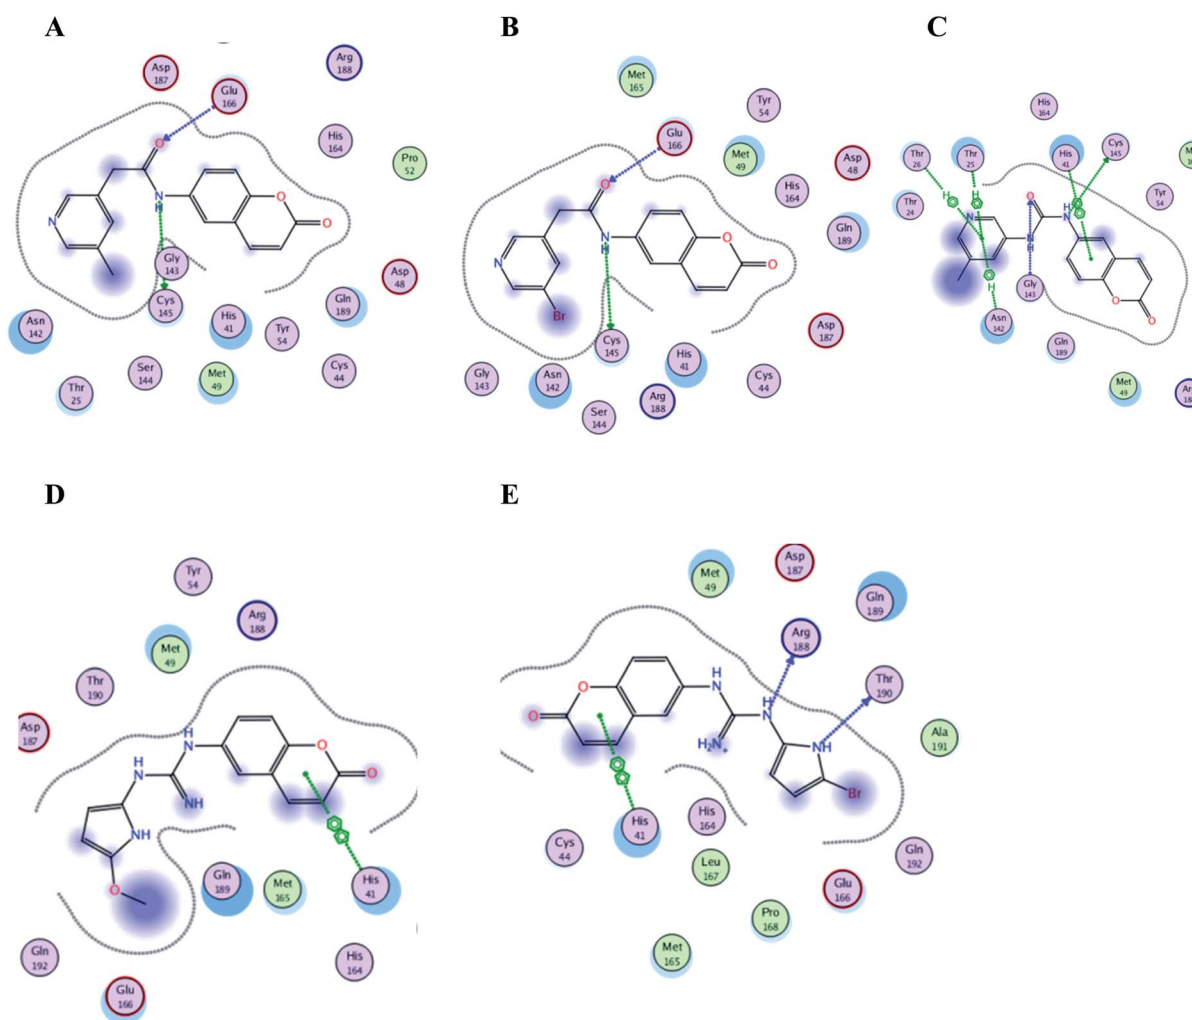 A
Asp
187
Glu
166
Arg
188
His
164
Pro
52
O
N
N
H
O
O
Gly
143
Cys
145
Asp
48
Gln
189
Asn
142
His
41
Tyr
54
Ser
144
Met
49
Cys
44
Thr
25
B
Met
165
Tyr
54
Glu
166
Met
49
Asp
48
His
164
Gln
189
O
N
N
H
O
O
Br
Cys
145
Asp
187
Gly
143
Asn
142
His
41
Arg
188
Cys
44
Ser
144
C
His
164
Thr
26
Thr
25
His
41
Cys
145
H
H
Thr
24
Tyr
54
O
N
H
N
N
H
O
O
H
Gly
143
Asn
142
Gln
189
Met
49
D
Tyr
54
Arg
188
Met
49
Thr
190
Asp
187
H
N
H
N
NH
O
O
NH
O
Gln
189
Met
165
His
41
Gln
192
His
164
Glu
166
E
Met
49
Asp
187
Gln
189
Arg
188
Thr
190
O
O
H
N
H
N
H₂N
NH
Br
Ala
191
His
41
His
164
Cys
44
Leu
167
Gln
192
Glu
166
Pro
168
Met
165